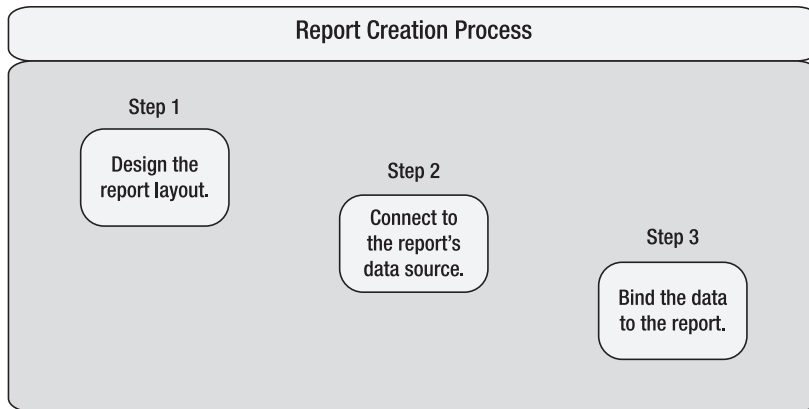 Report Creation Process
Step 1
Design the
report layout.
Step 2
Connect to
the report’s
data source.
Step 3
Bind the data
to the report.